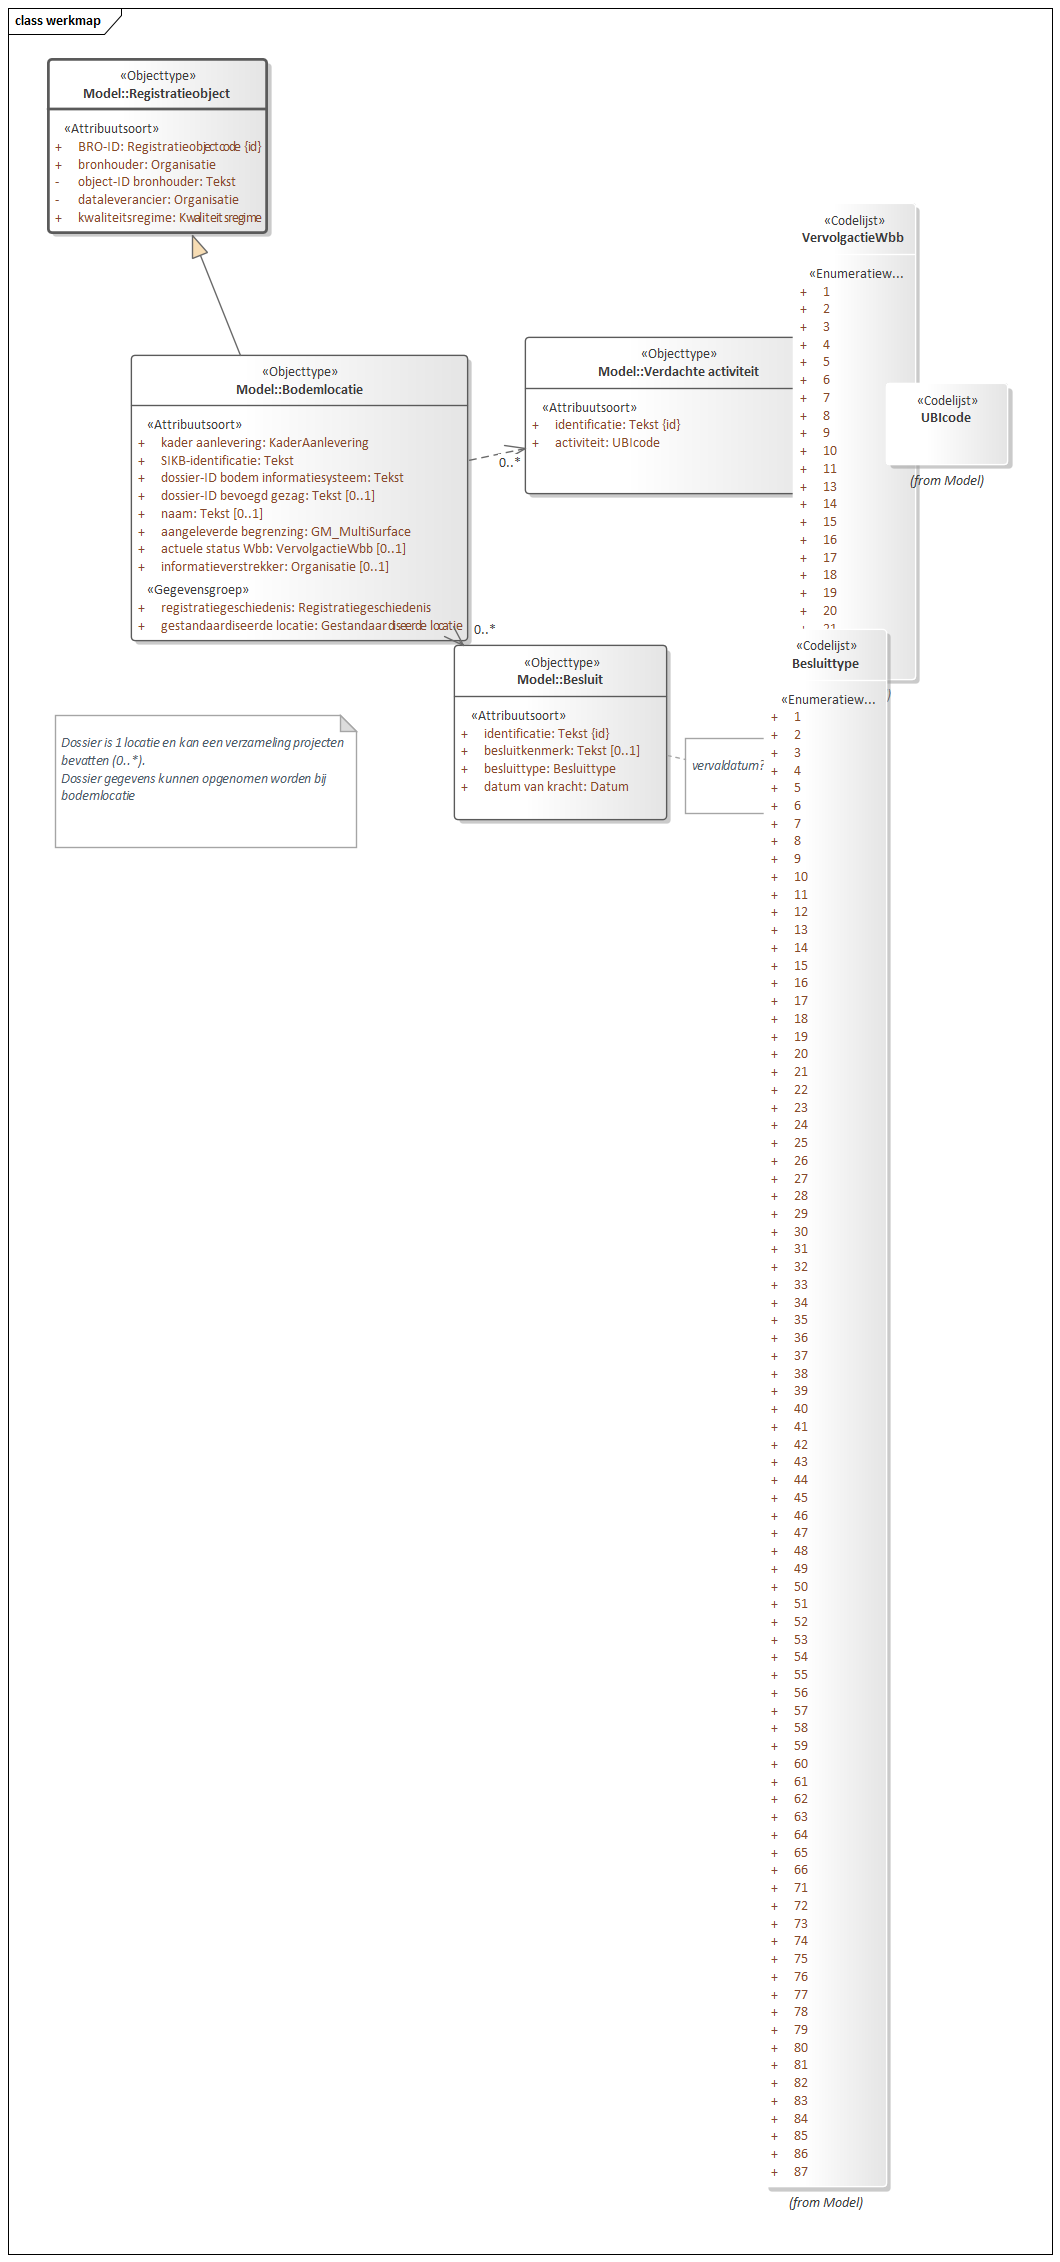 class werkmap
«Objecttype»
Model::Registratieobject
«Attribuutsoort»
+ BRO-ID: Registratieobjectcode {id}
+ bronhouder: Organisatie
- object-ID bronhouder: Tekst
- dataleverancier: Organisatie
+ kwaliteitsregime: Kwaliteitsregime
«Objecttype»
Model::Bodemlocatie
«Attribuutsoort»
+ kader aanlevering: KaderAanlevering
+ SIKB-identificatie: Tekst
+ dossier-ID bodem informatiesysteem: Tekst
+ dossier-ID bevoegd gezag: Tekst [0..1]
+ naam: Tekst [0..1]
+ aangeleverde begrenzing: GM_MultiSurface
+ actuele status Wbb: VervolgactieWbb [0..1]
+ informatieverstrekker: Organisatie [0..1]
«Gegevensgroep»
+ registratiegeschiedenis: Registratiegeschiedenis
+ gestandaardiseerde locatie: Gestandaardiseerde locatie
0..*
0..*
«Objecttype»
Model::Verdachte activiteit
«Attribuutsoort»
+ identificatie: Tekst {id}
+ activiteit: UBIcode
«Codelijst»
VervolgactieWbb
«Enumeratiew...
+ 1
+ 2
+ 3
+ 4
+ 5
+ 6
+ 7
+ 8
+ 9
+ 10
+ 11
+ 13
+ 14
+ 15
+ 16
+ 17
+ 18
+ 19
+ 20
+ 21
«Codelijst»
UBIcode
(from Model)
«Objecttype»
Model::Besluit
«Attribuutsoort»
+ identificatie: Tekst {id}
+ besluitkenmerk: Tekst [0..1]
+ besluittype: Besluittype
+ datum van kracht: Datum
vervaldatum?
Dossier is 1 locatie en kan een verzameling projecten
bevatten (0..*).
Dossier gegevens kunnen opgenomen worden bij
bodemlocatie
«Codelijst»
Besluittype
«Enumeratiew...
+ 1
+ 2
+ 3
+ 4
+ 5
+ 6
+ 7
+ 8
+ 9
+ 10
+ 11
+ 12
+ 13
+ 14
+ 15
+ 16
+ 17
+ 18
+ 19
+ 20
+ 21
+ 22
+ 23
+ 24
+ 25
+ 26
+ 27
+ 28
+ 29
+ 30
+ 31
+ 32
+ 33
+ 34
+ 35
+ 36
+ 37
+ 38
+ 39
+ 40
+ 41
+ 42
+ 43
+ 44
+ 45
+ 46
+ 47
+ 48
+ 49
+ 50
+ 51
+ 52
+ 53
+ 54
+ 55
+ 56
+ 57
+ 58
+ 59
+ 60
+ 61
+ 62
+ 63
+ 64
+ 65
+ 66
+ 71
+ 72
+ 73
+ 74
+ 75
+ 76
+ 77
+ 78
+ 79
+ 80
+ 81
+ 82
+ 83
+ 84
+ 85
+ 86
+ 87
(from Model)